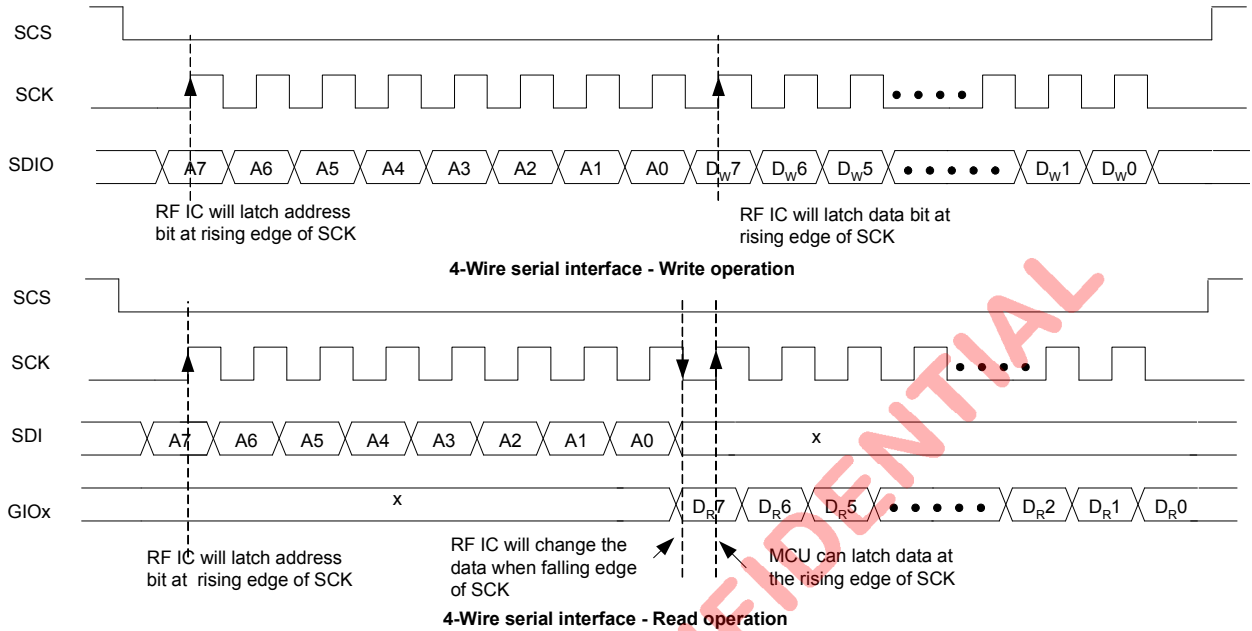 SCS
SCK
SDIO A7 A6 A5 A4 A3 A2 A1 A0 DW7 DW6 DW5 • • • • • DW1 DW0
RF IC will latch address
bit at rising edge of SCK
RF IC will latch data bit at
rising edge of SCK
4-Wire serial interface - Write operation
SCS
SCK
SDI A7 A6 A5 A4 A3 A2 A1 A0 x
GIOx x DR7 DR6 DR5 • • • • • DR2 DR1 DR0
RF IC will latch address
bit at rising edge of SCK
RF IC will change the
data when falling edge
of SCK
MCU can latch data at
the rising edge of SCK
4-Wire serial interface - Read operation
FIDENTIAL